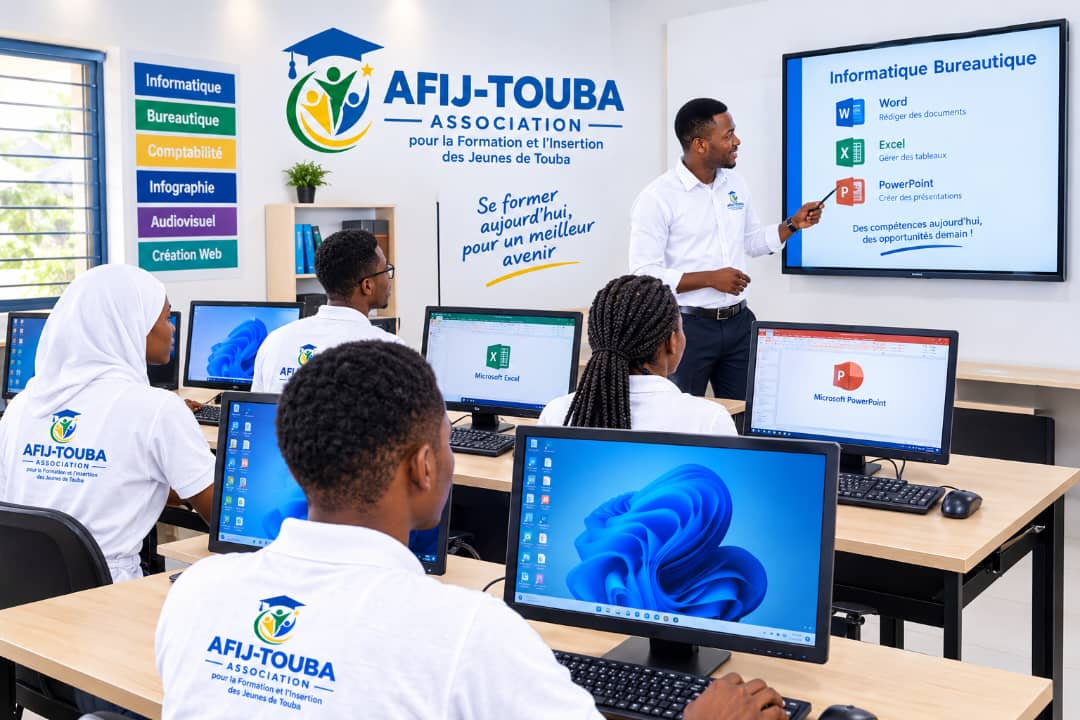 Informatique
Bureautique
Comptabilité
Infographie
Audiovisuel
Création Web
AFIJ-TOUBA
ASSOCIATION
pour la Formation et l'Insertion
des Jeunes de Touba
Se former
aujourd'hui,
pour un meilleur
avenir
Informatique Bureautique
W
Word
Rédiger des documents
X
Excel
Gérer des tableaux
P
PowerPoint
Créer des présentations
Des compétences aujourd'hui,
des opportunités demain !
X
Microsoft Excel
P
Microsoft PowerPoint
AFIJ-TOUBA
ASSOCIATION
pour la Formation et l'Insertion
des Jeunes de Touba
AFIJ-TOUBA
ASSOCIATION
pour la Formation et l'Insertion
des Jeunes de Touba